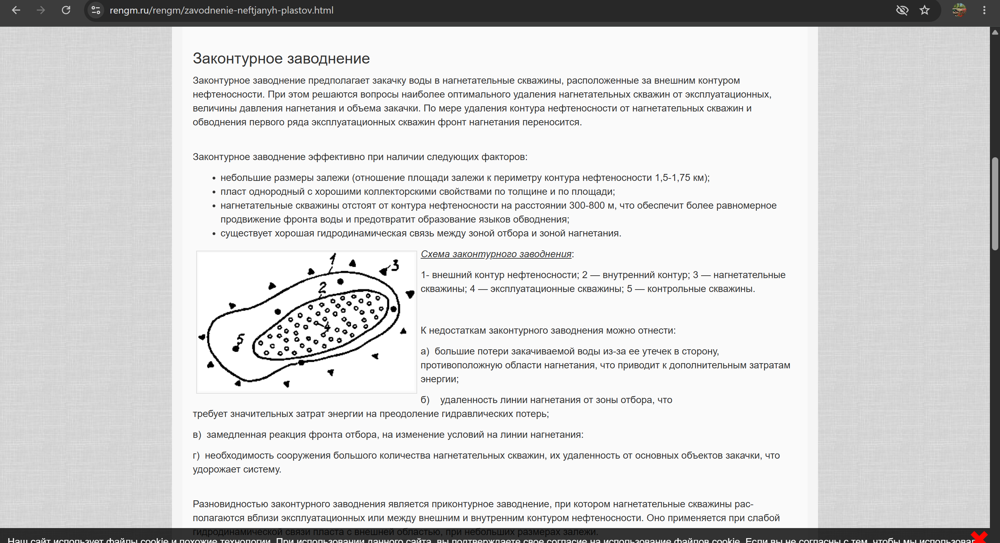 rengm.ru/rengm/zavodnenie-neftjanyh-plastov.html
Законтурное заводнение
Законтурное заводнение предполагает закачку воды в нагнетательные скважины, расположенные за внешним контуром
нефтеносности. При этом решаются вопросы наиболее оптимального удаления нагнетательных скважин от эксплуатационных,
величины давления нагнетания и объема закачки. По мере удаления контура нефтеносности от нагнетательных скважин и
обводнения первого ряда эксплуатационных скважин фронт нагнетания переносится.
Законтурное заводнение эффективно при наличии следующих факторов:
• небольшие размеры залежи (отношение площади залежи к периметру контура нефтеносности 1,5-1,75 км);
• пласт однородный с хорошими коллекторскими свойствами по толщине и по площади;
• нагнетательные скважины отстоят от контура нефтеносности на расстоянии 300-800 м, что обеспечит более равномерное
продвижение фронта воды и предотвратит образование языков обводнения;
• существует хорошая гидродинамическая связь между зоной отбора и зоной нагнетания.
1
3
2
4
5
Схема законтурного заводнения:
1- внешний контур нефтеносности; 2 — внутренний контур; 3 — нагнетательные
скважины; 4 — эксплуатационные скважины; 5 — контрольные скважины.
К недостаткам законтурного заводнения можно отнести:
а) большие потери закачиваемой воды из-за ее утечек в сторону,
противоположную области нагнетания, что приводит к дополнительным затратам
энергии;
б) удаленность линии нагнетания от зоны отбора, что
требует значительных затрат энергии на преодоление гидравлических потерь;
в) замедленная реакция фронта отбора, на изменение условий на линии нагнетания:
г) необходимость сооружения большого количества нагнетательных скважин, их удаленность от основных объектов закачки, что
удорожает систему.
Разновидностью законтурного заводнения является приконтурное заводнение, при котором нагнетательные скважины рас-
полагаются вблизи эксплуатационных или между внешним и внутренним контуром нефтеносности. Оно применяется при слабой
гидродинамической связи пласта с внешней областью, при небольших размерах залежи.
Наш сайт использует файлы cookie и похожие технологии. При использовании данного сайта, вы подтверждаете свое согласие на использование файлов cookie. Если вы не согласны с тем, чтобы мы